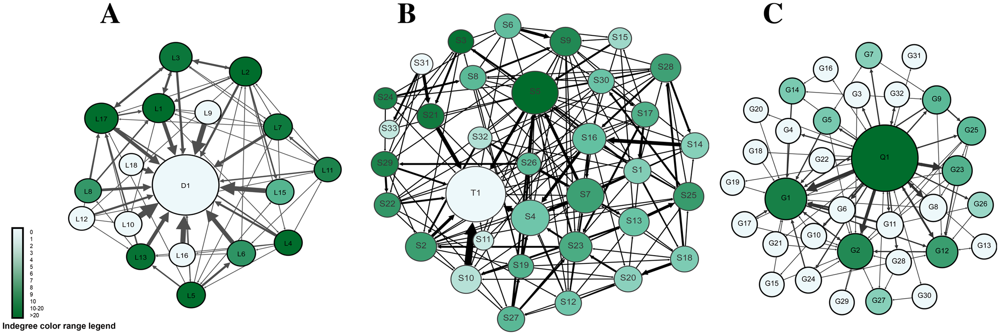 A
B
C
L3
L2
L1
L9
L17
L7
L18
D1
L11
L8
L15
L12
L10
L4
L13
L16
L6
L5
0
1
2
3
4
5
6
7
8
9
10
10-20
>20
Indegree color range legend
S6
S3
S9
S15
S31
S28
S8
S30
S5
S24
S21
S17
S33
S32
S16
S14
S29
S26
S1
T1
S7
S25
S22
S4
S13
S2
S11
S23
S18
S19
S10
S20
S12
S27
G7
G31
G16
G14
G3
G32
G9
G20
G5
G4
G25
G18
G22
Q1
G23
G19
G1
G6
G8
G26
G17
G11
G10
G21
G2
G12
G13
G28
G15
G24
G29
G27
G30